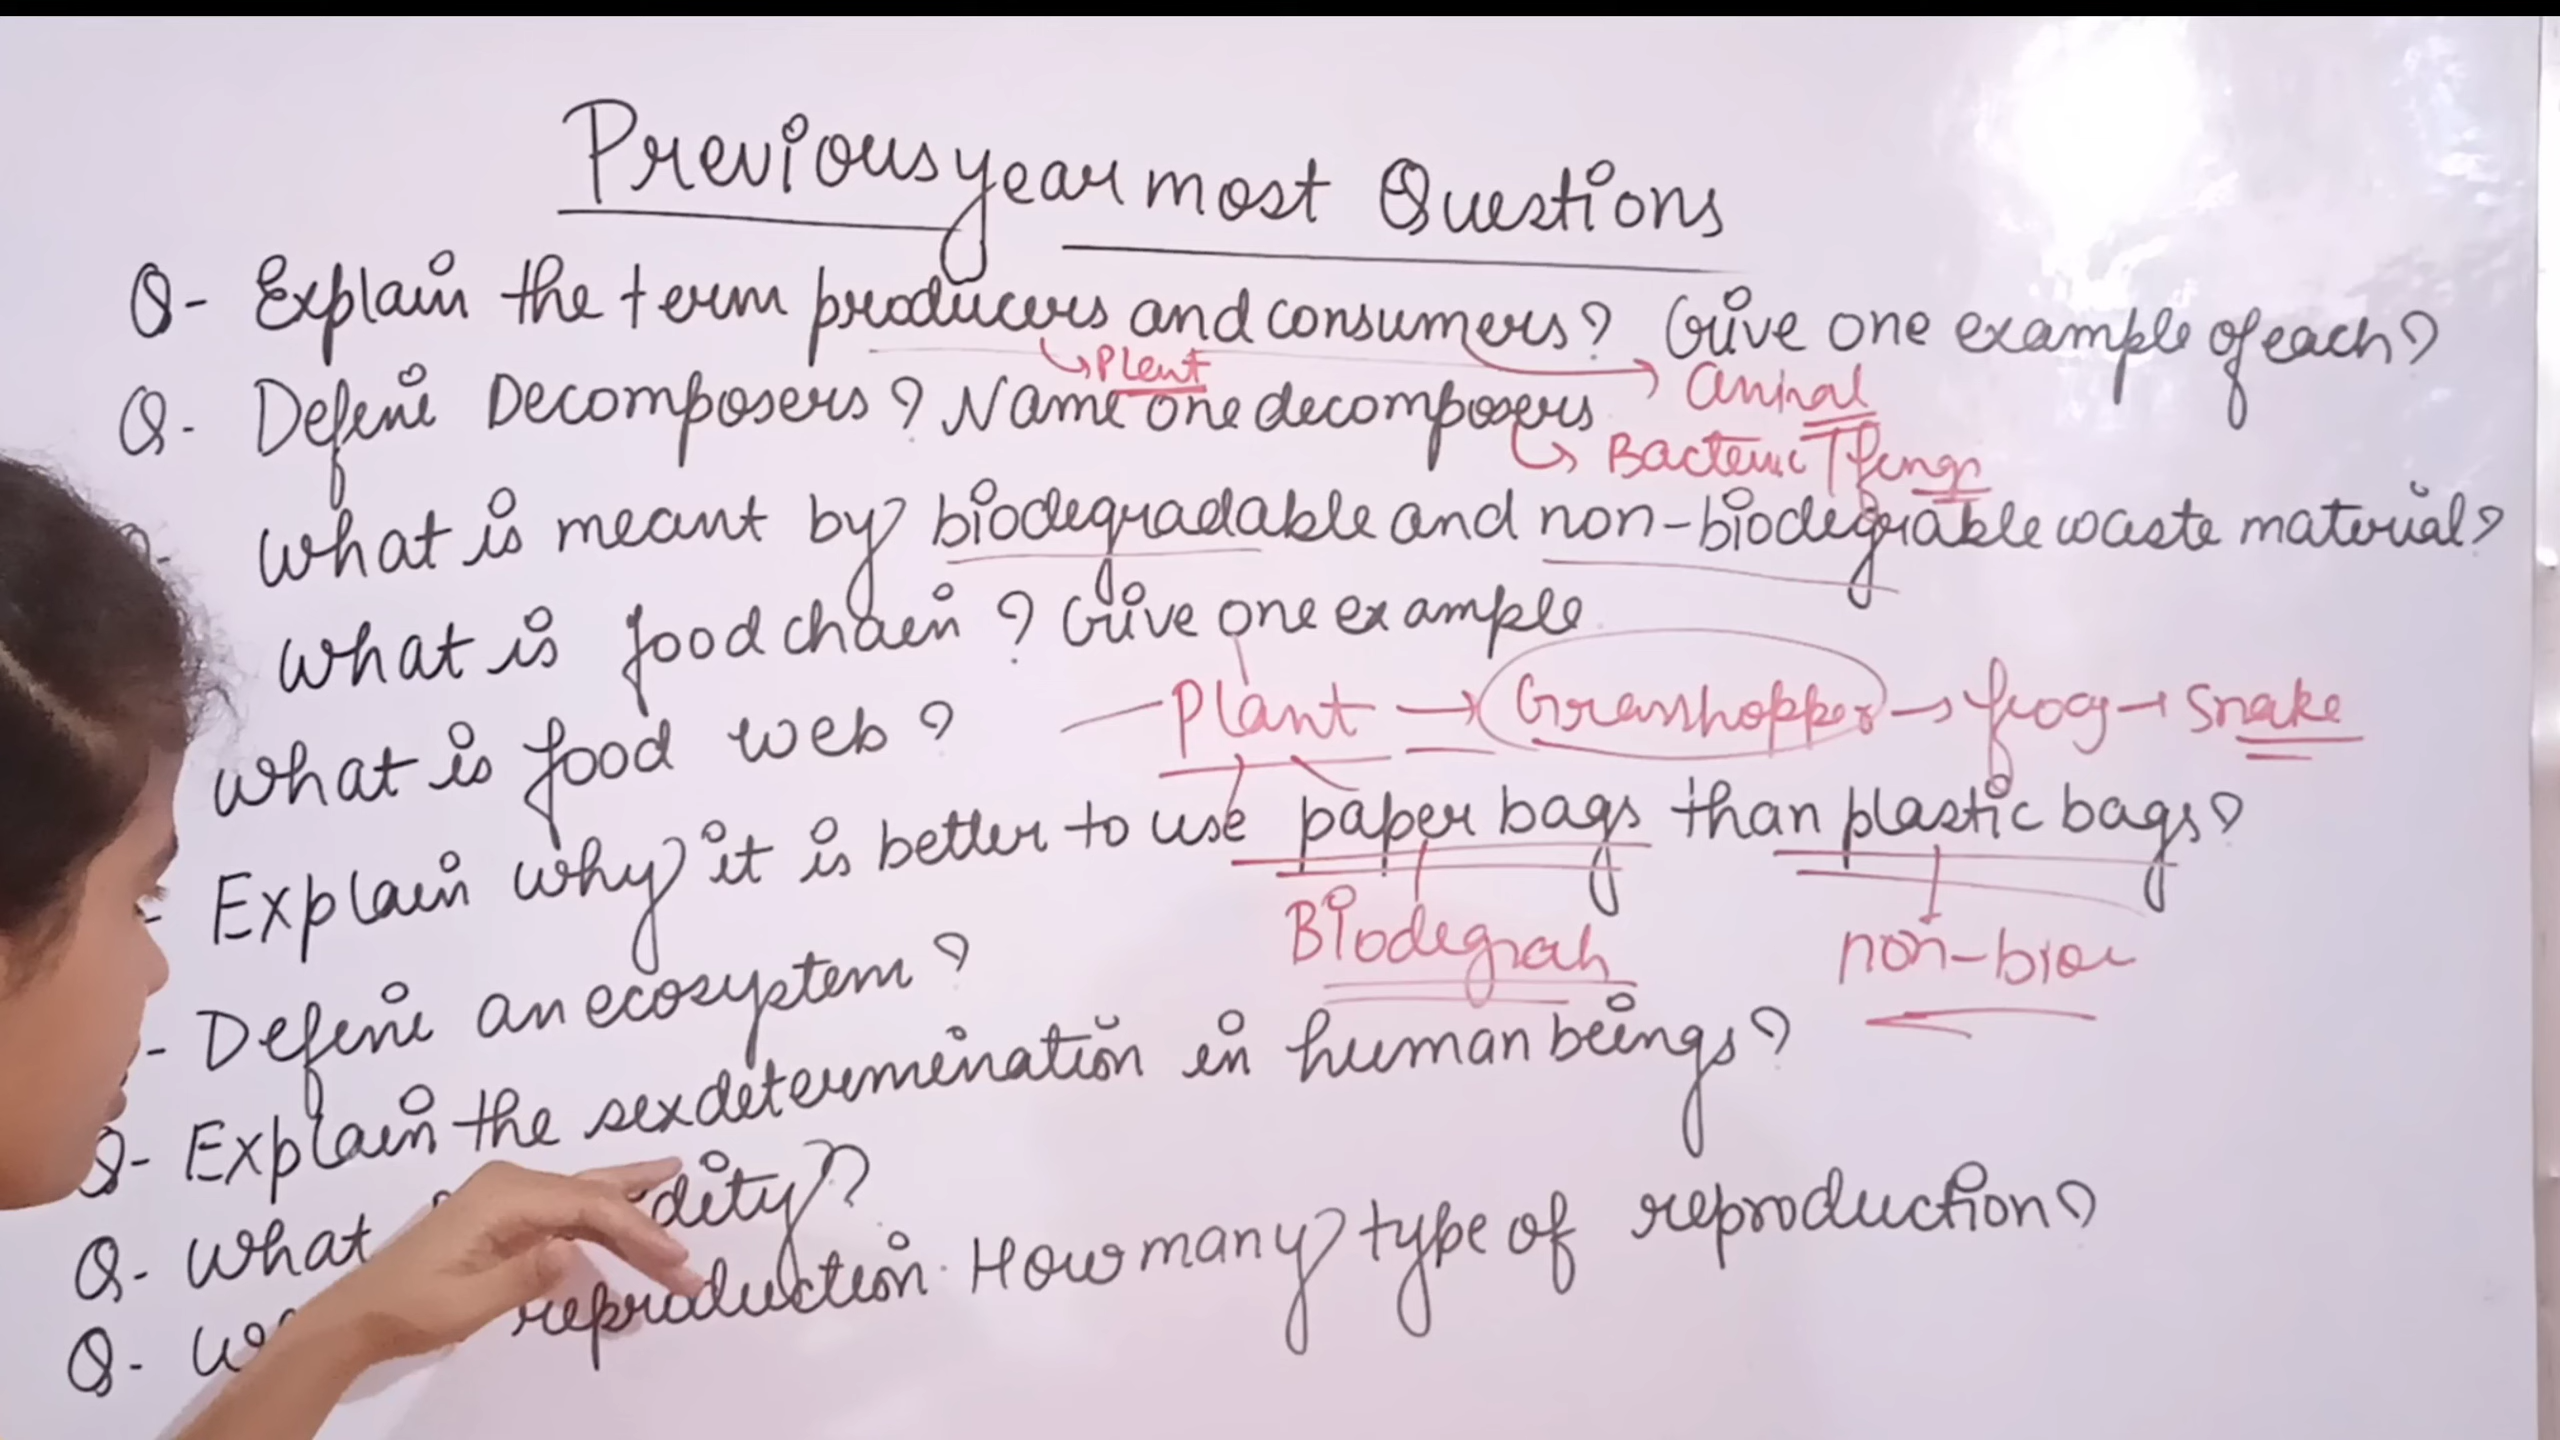 Previous year most Questions
Q- Explain the term producers and consumers? Give one example of each?
Plant
Animal
Q- Define Decomposers? Name one decomposers
Bacteria
What is meant by biodegradable and non-biodegrable waste material?
What is food chain? Give one example
Plant → Grasshopper → frog → Snake
What is food web?
Explain why it is better to use paper bags than plastic bags?
Biodegrah
non-bio
- Define an ecosystem?
Q- Explain the sex determination in human beings?
Q- What dity?
Q- reproduction. How many type of reproduction?